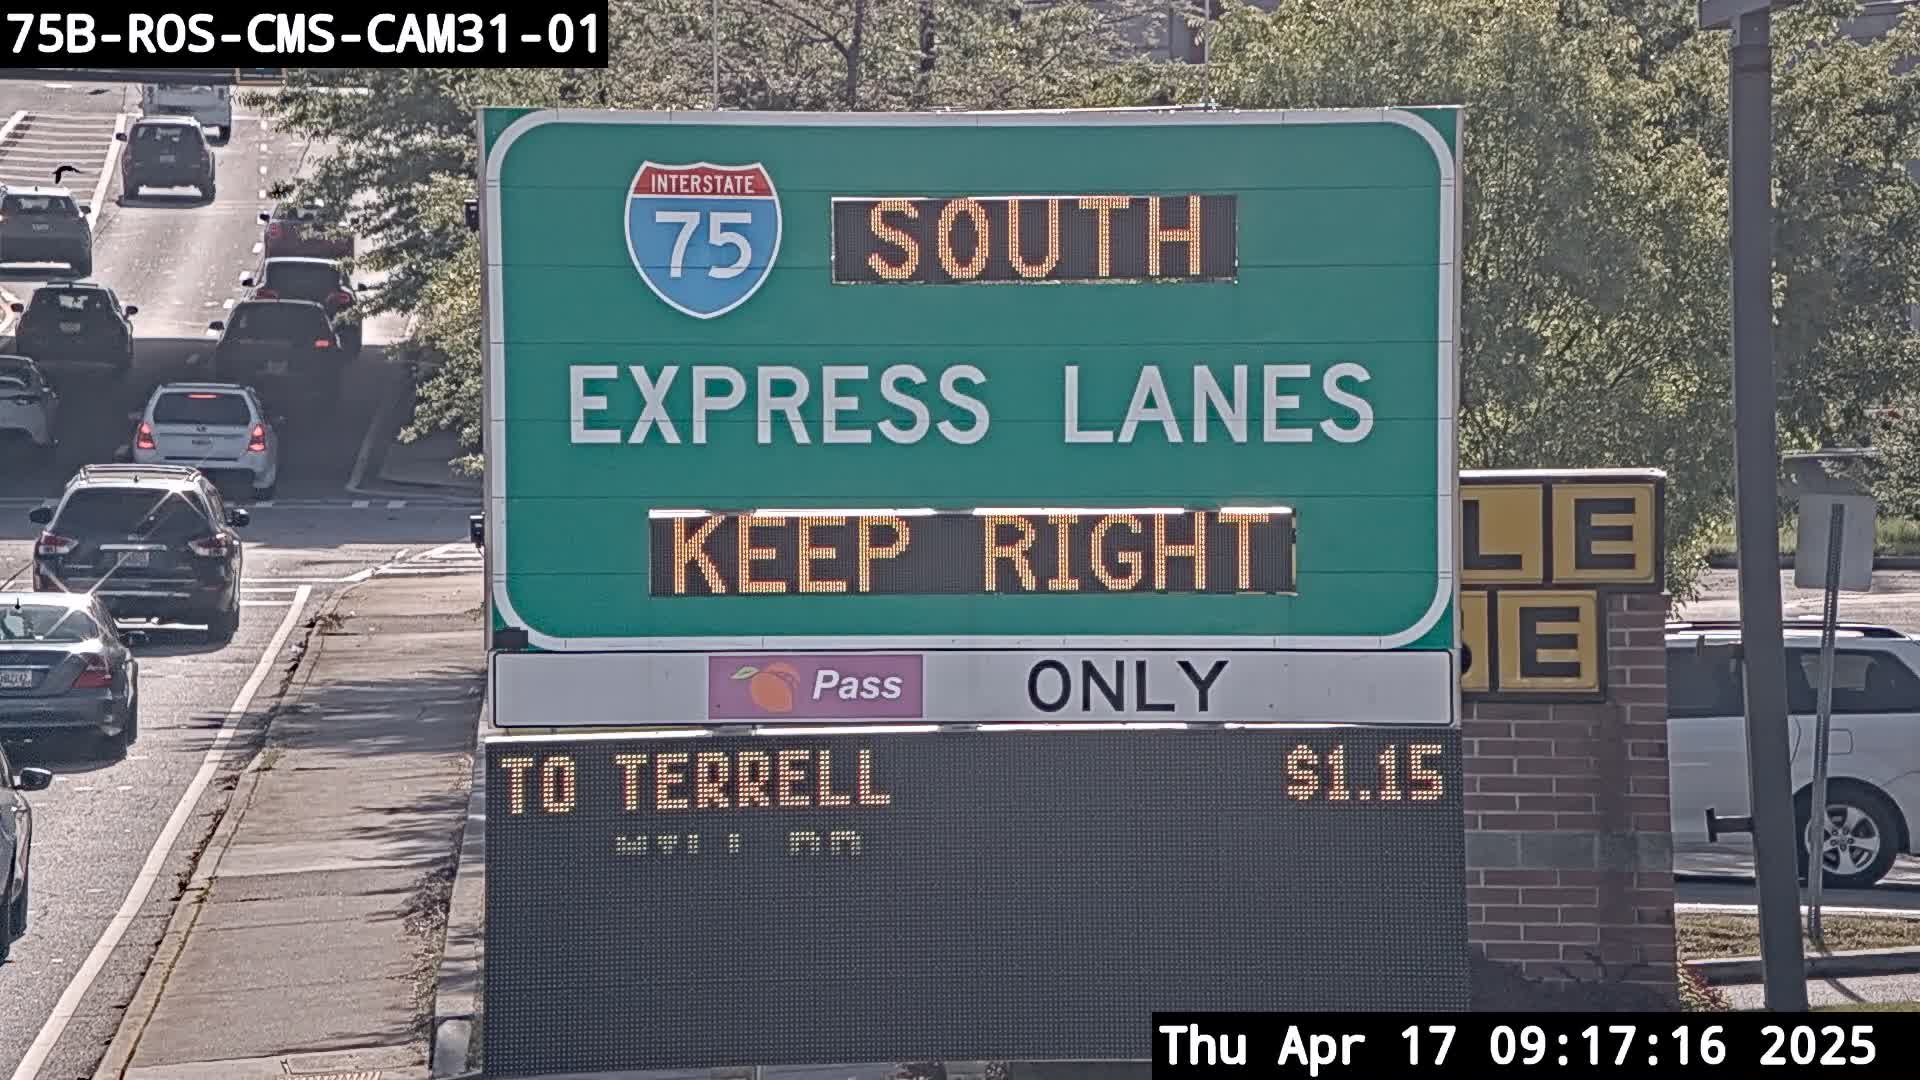 75B-ROS-CMS-CAM31-01
INTERSTATE
75
SOUTH
EXPRESS LANES
KEEP RIGHT
Pass ONLY
TO TERRELL $1.15
LE
E
Thu Apr 17 09:17:16 2025